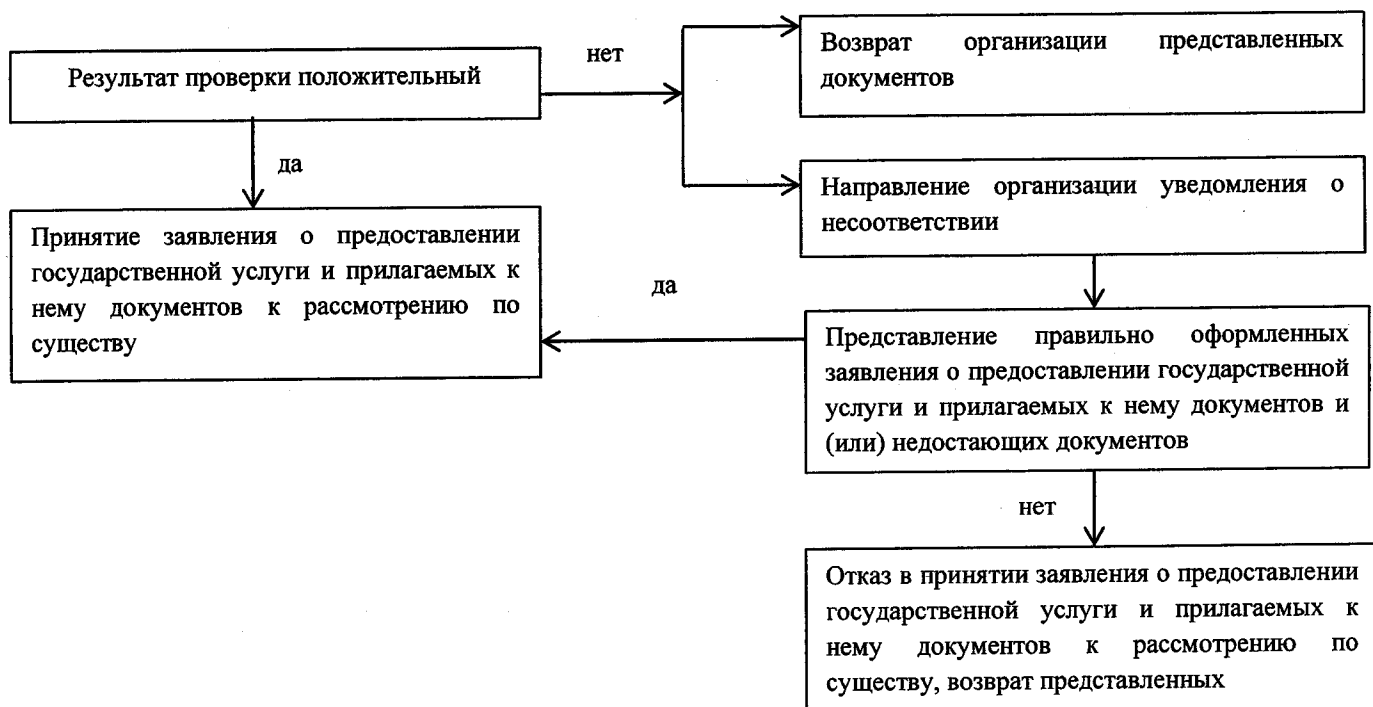 Результат проверки положительный
нет
Возврат организации представленных
документов
да
Направление организации уведомления о
несоответствии
Принятие заявления о предоставлении
государственной услуги и прилагаемых к
нему документов к рассмотрению по
существу
да
Представление правильно оформленных
заявления о предоставлении государственной
услуги и прилагаемых к нему документов и
(или) недостающих документов
нет
Отказ в принятии заявления о предоставлении
государственной услуги и прилагаемых к
нему документов к рассмотрению по
существу, возврат представленных